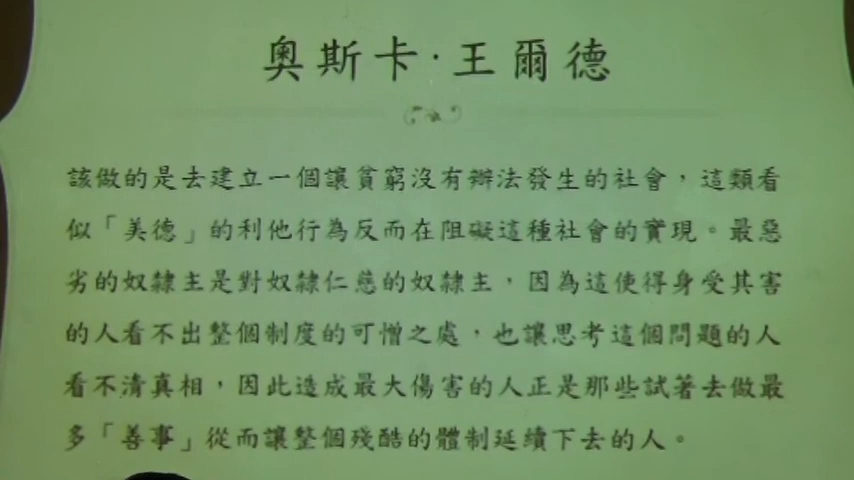 奧斯卡·王爾德
該做的是去建立一個讓貧窮沒有辦法發生的社會，這類看
似「美德」的利他行為反而在阻礙這種社會的實現。最惡
劣的奴隸主是對奴隸仁慈的奴隸主，因為這使得身受其害
的人看不出整個制度的可憎之處，也讓思考這個問題的人
看不清真相，因此造成最大傷害的人正是那些試著去做最
多「善事」從而讓整個殘酷的體制延續下去的人。